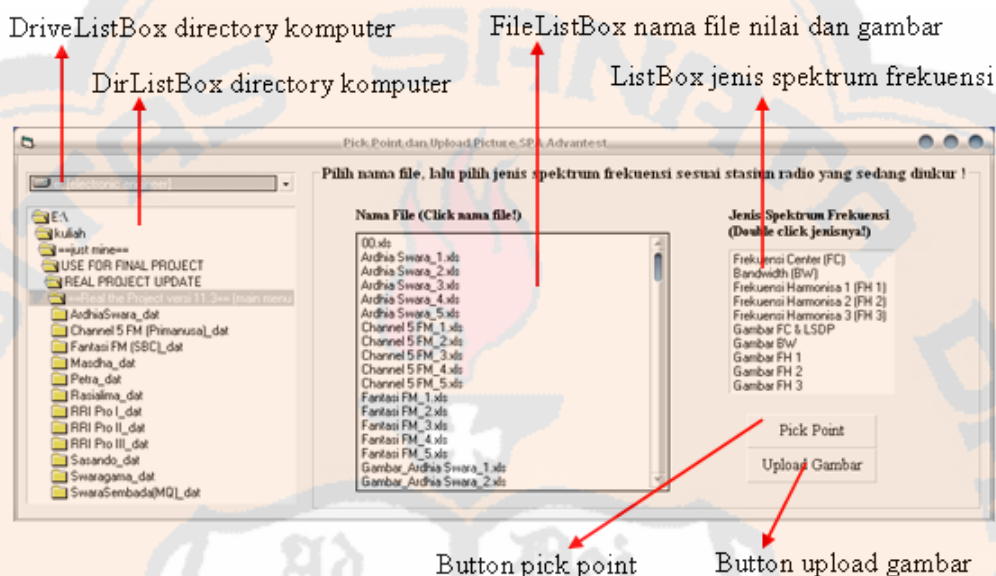 DriveListBox directory komputer
FileListBox nama file nilai dan gambar
DirListBox directory komputer
ListBox jenis spektrum frekuensi
Pick Point dan Upload Picture SPA Advantest
[electronic engineer]
Pilih nama file, lalu pilih jenis spektrum frekuensi sesuai stasiun radio yang sedang diukur !
E:\
kuliah
==just mine==
USE FOR FINAL PROJECT
REAL PROJECT UPDATE
==Real the Project versi 11.3== (main menu
ArdhiaSwara_dat
Channel 5 FM (Primanusa)_dat
Fantasi FM (SBC)_dat
Masdha_dat
Petra_dat
Rasialima_dat
RRI Pro I_dat
RRI Pro II_dat
RRI Pro III_dat
Sasando_dat
Swaragama_dat
SwaraSembada(MQ)_dat
Nama File (Click nama file!)
00.xls
Ardhia Swara_1.xls
Ardhia Swara_2.xls
Ardhia Swara_3.xls
Ardhia Swara_4.xls
Ardhia Swara_5.xls
Channel 5 FM_1.xls
Channel 5 FM_2.xls
Channel 5 FM_3.xls
Channel 5 FM_4.xls
Channel 5 FM_5.xls
Fantasi FM_1.xls
Fantasi FM_2.xls
Fantasi FM_3.xls
Fantasi FM_4.xls
Fantasi FM_5.xls
Gambar_Ardhia Swara_1.xls
Gambar_Ardhia Swara_2.xls
Jenis Spektrum Frekuensi
(Double click jenisnya!)
Frekuensi Center (FC)
Bandwidth (BW)
Frekuensi Harmonisa 1 (FH 1)
Frekuensi Harmonisa 2 (FH 2)
Frekuensi Harmonisa 3 (FH 3)
Gambar FC & LSDP
Gambar BW
Gambar FH 1
Gambar FH 2
Gambar FH 3
Pick Point
Upload Gambar
Button pick point
Button upload gambar